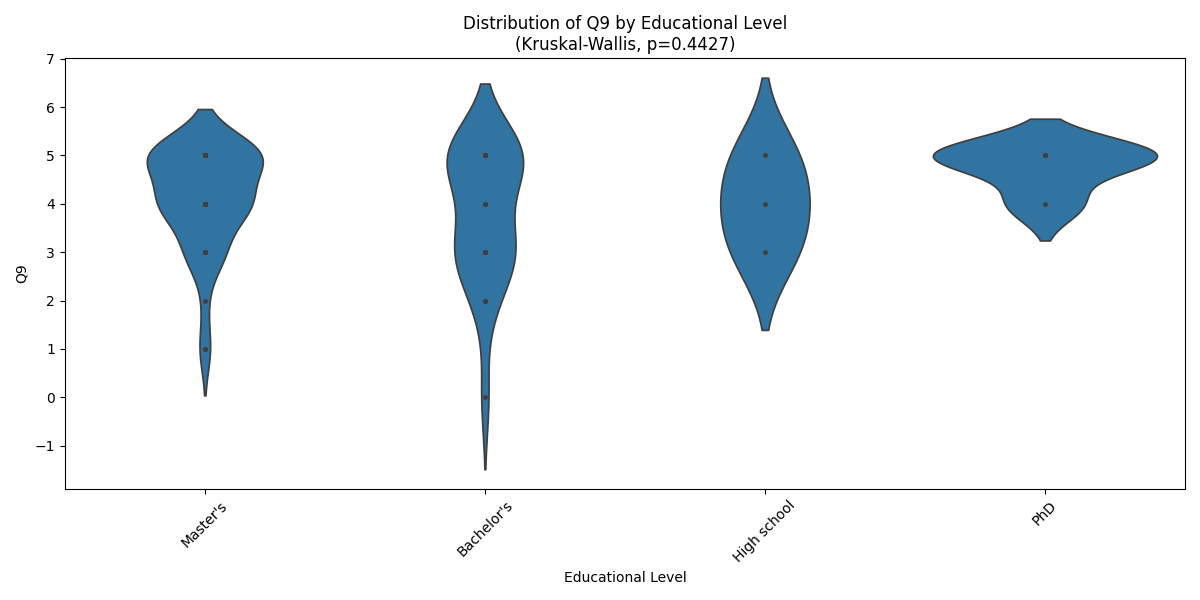 Distribution of Q9 by Educational Level
(Kruskal-Wallis, p=0.4427)
7
6
5
4
3
2
1
0
−1
Q9
Master's
Bachelor's
High school
PhD
Educational Level